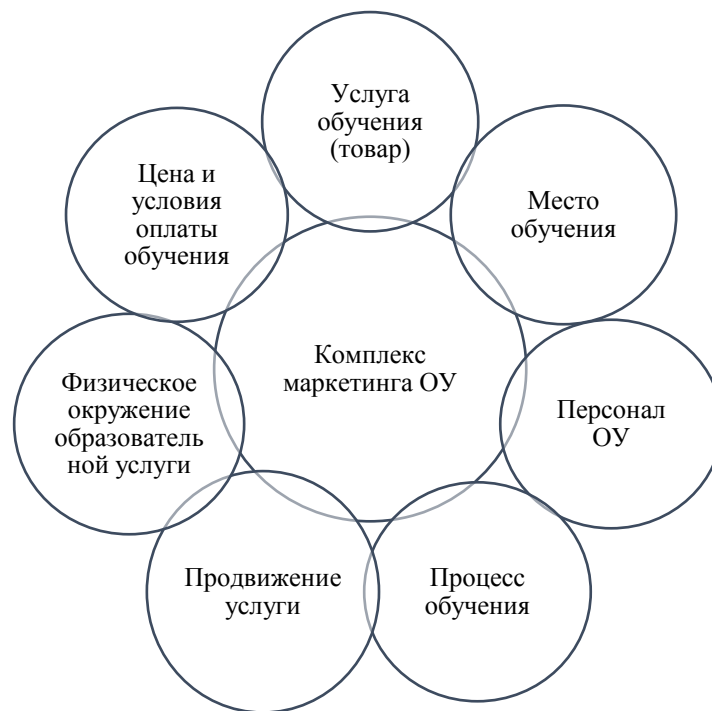 Услуга
обучения
(товар)
Место
обучения
Персонал
ОУ
Процесс
обучения
Продвижение
услуги
Физическое
окружение
образователь
ной услуги
Цена и
условия
оплаты
обучения
Комплекс
маркетинга ОУ